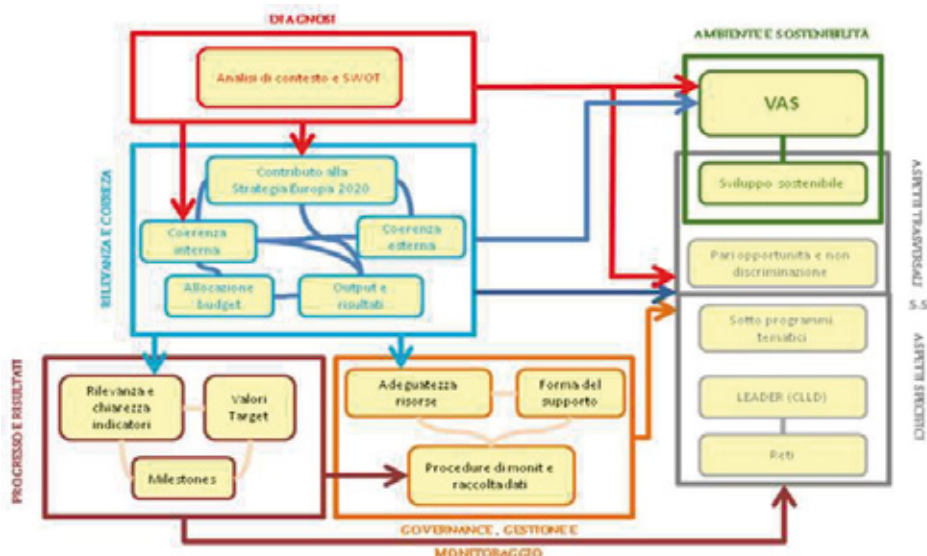 DIAGNOSI
AMBIENTE E SOSTENIBILITÀ
Analisi di contesto e SWOT
VAS
Sviluppo sostenibile
RILEVANZA E COEREZA
Contributo alla
Strategia Europa 2020
Coerenza
interna
Coerenza
esterna
Allocazione
budget
Output e
risultati
ASPETTI TRASVERSALI
Pari opportunità e non
discriminazione
5.5
Sotto programmi
tematici
LEADER (CLLD)
Reti
ASPETTI SPECIFICI
PROGRESSO E RISULTATI
Rilevanza e
chiarezza
indicatori
Valori
Target
Milestones
Adeguatezza
risorse
Forma del
supporto
Procedure di monit e
raccolta dati
GOVERNANCE, GESTIONE E
MONITORAGGIO